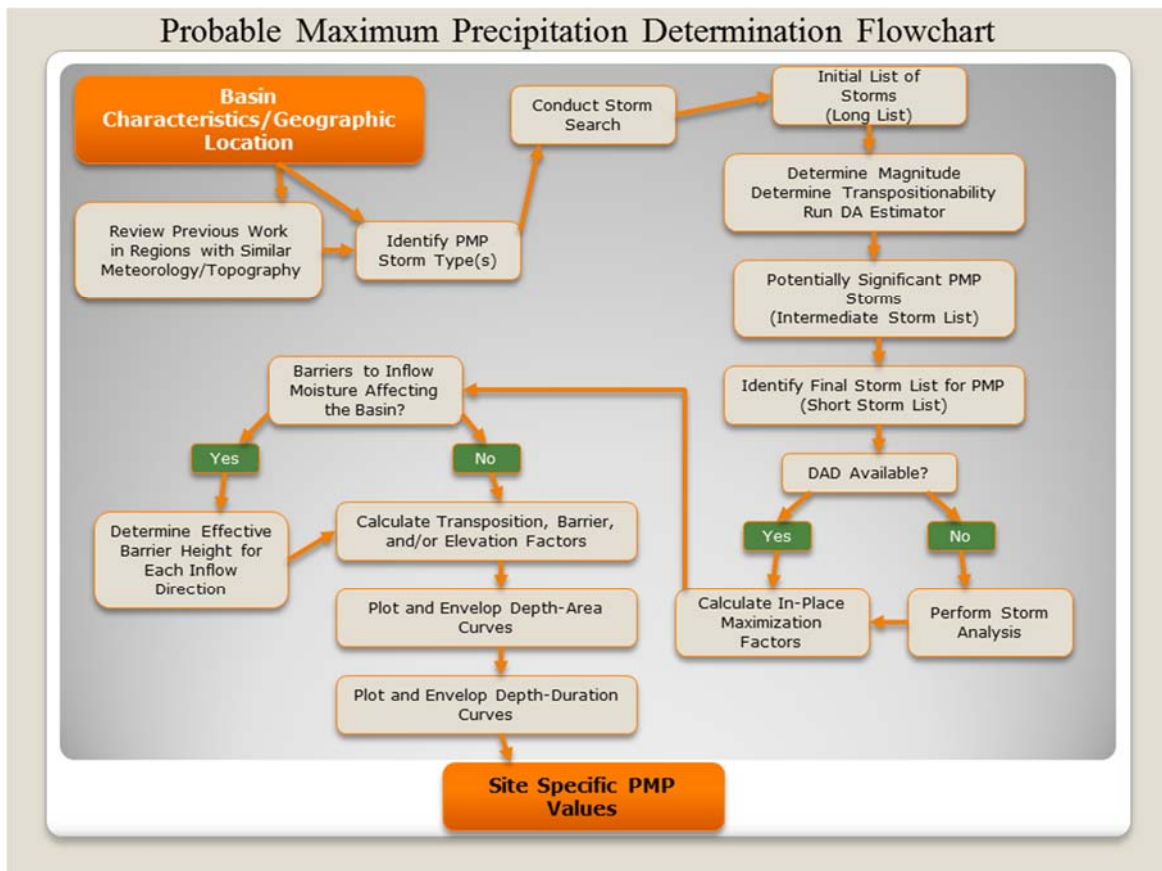 Probable Maximum Precipitation Determination Flowchart
Basin
Characteristics/Geographic
Location
Review Previous Work
in Regions with Similar
Meteorology/Topography
Identify PMP
Storm Type(s)
Conduct Storm
Search
Initial List of
Storms
(Long List)
Determine Magnitude
Determine Transpositionability
Run DA Estimator
Potentially Significant PMP
Storms
(Intermediate Storm List)
Identify Final Storm List for PMP
(Short Storm List)
DAD Available?
Yes
No
Perform Storm
Analysis
Calculate In-Place
Maximization
Factors
Barriers to Inflow
Moisture Affecting
the Basin?
Yes
No
Determine Effective
Barrier Height for
Each Inflow
Direction
Calculate Transposition, Barrier,
and/or Elevation Factors
Plot and Envelop Depth-Area
Curves
Plot and Envelop Depth-Duration
Curves
Site Specific PMP
Values